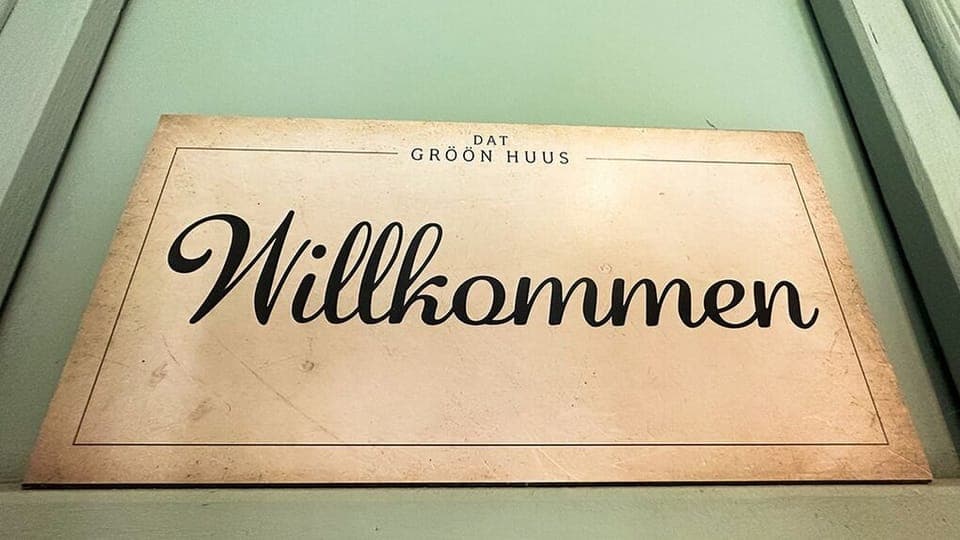 DAT
GRÖÖN HUUS
Willkommen